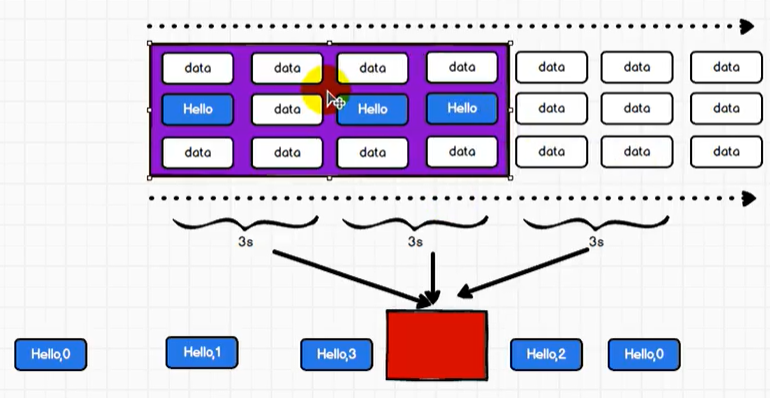 data data data data data data data
Hello data Hello Hello data data data
data data data data data data data
3s 3s 3s
Hello,0 Hello,1 Hello,3 Hello,2 Hello,0